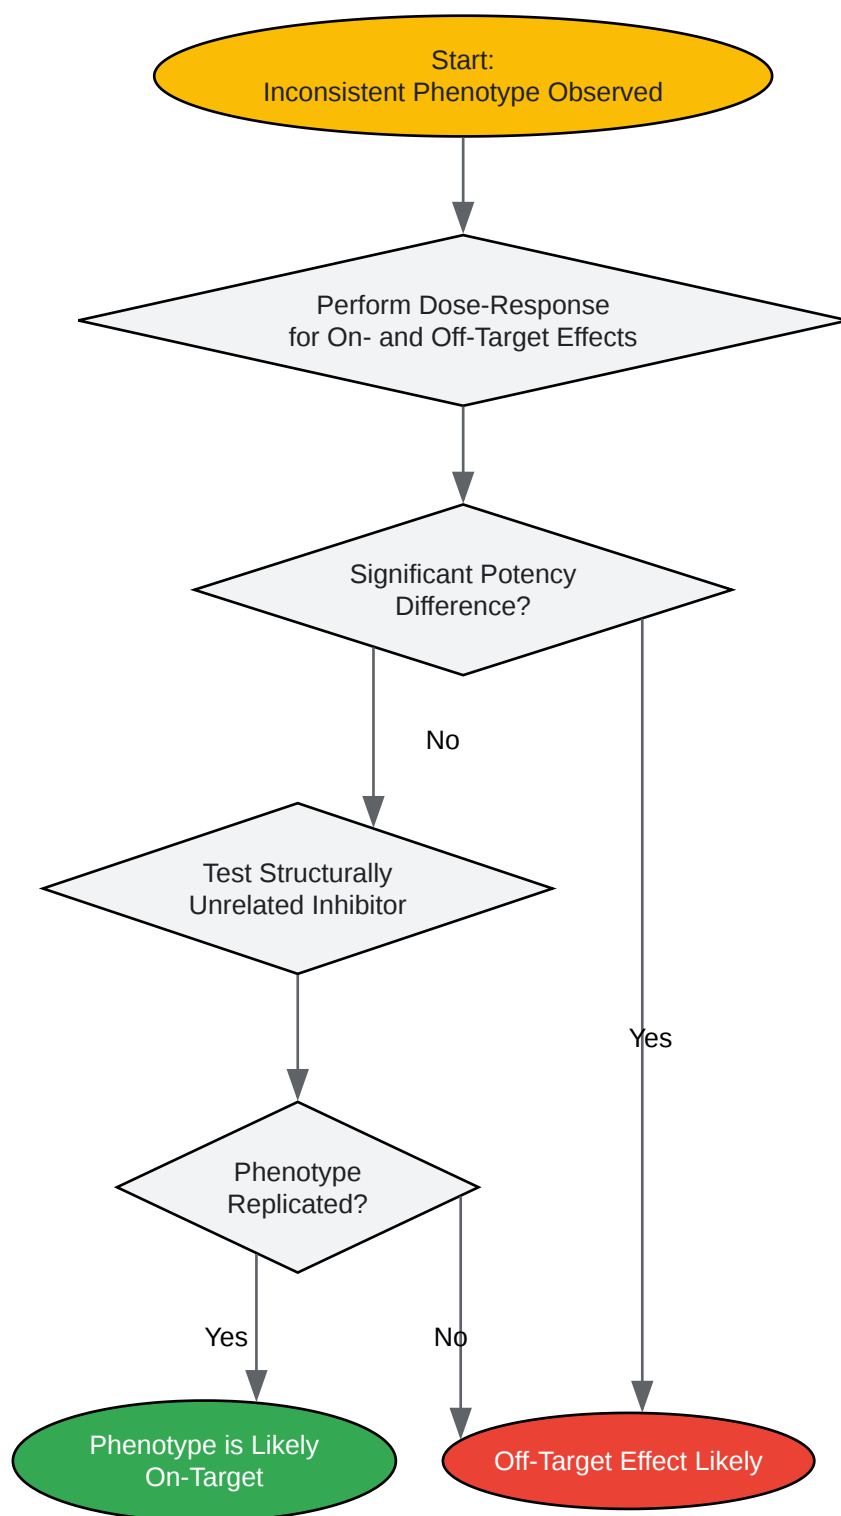 Start:
Inconsistent Phenotype Observed
Perform Dose-Response
for On- and Off-Target Effects
Significant Potency
Difference?
No
Test Structurally
Unrelated Inhibitor
Yes
Phenotype
Replicated?
Yes
No
Phenotype is Likely
On-Target
Off-Target Effect Likely